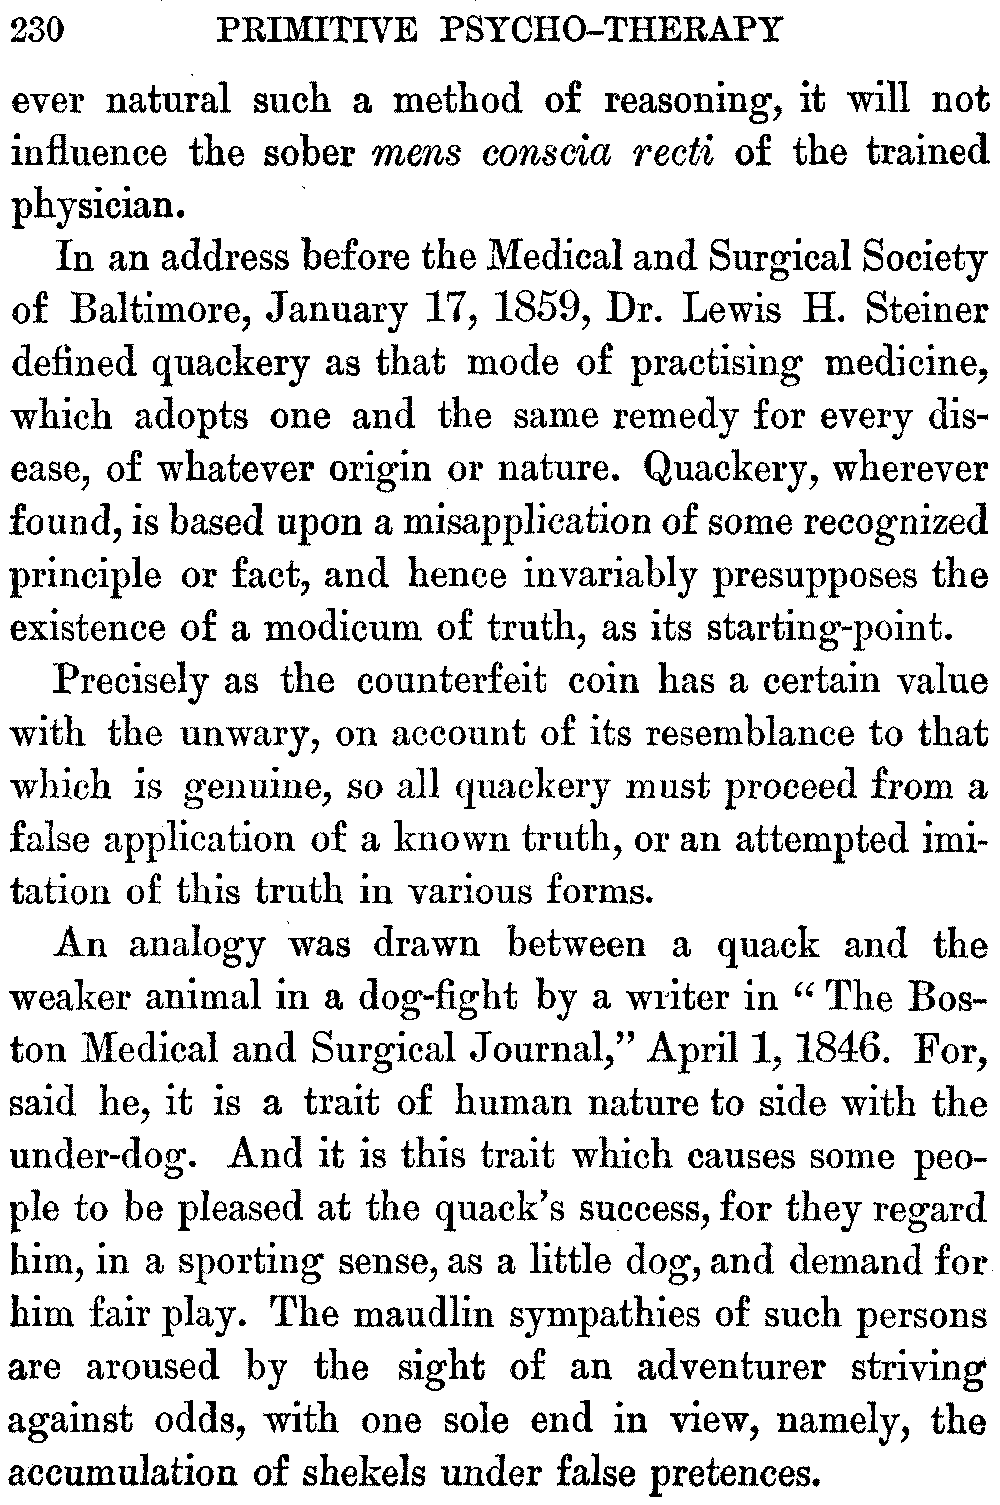 230 PRIMITIVE PSYCHO-THERAPY
ever natural such a method of reasoning, it will not
influence the sober mens conscia recti of the trained
physician.
In an address before the Medical and Surgical Society
of Baltimore, January 17, 1859, Dr. Lewis H. Steiner
defined quackery as that mode of practising medicine,
which adopts one and the same remedy for every dis-
ease, of whatever origin or nature. Quackery, wherever
found, is based upon a misapplication of some recognized
principle or fact, and hence invariably presupposes the
existence of a modicum of truth, as its starting-point.
Precisely as the counterfeit coin has a certain value
with the unwary, on account of its resemblance to that
which is genuine, so all quackery must proceed from a
false application of a known truth, or an attempted imi-
tation of this truth in various forms.
An analogy was drawn between a quack and the
weaker animal in a dog-fight by a writer in “The Bos-
ton Medical and Surgical Journal,” April 1, 1846. For,
said he, it is a trait of human nature to side with the
under-dog. And it is this trait which causes some peo-
ple to be pleased at the quack’s success, for they regard
him, in a sporting sense, as a little dog, and demand for
him fair play. The maudlin sympathies of such persons
are aroused by the sight of an adventurer striving
against odds, with one sole end in view, namely, the
accumulation of shekels under false pretences.